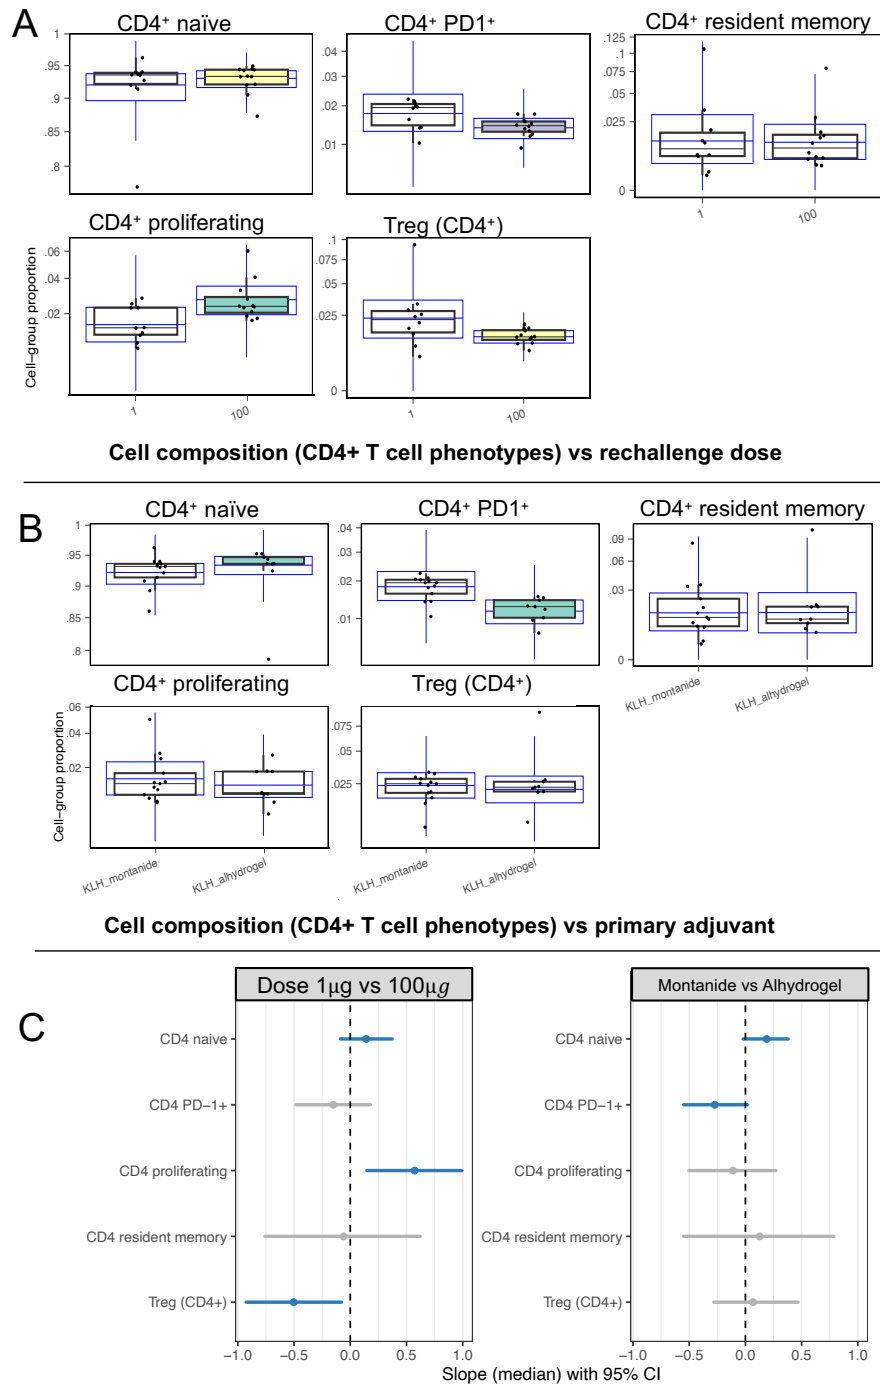 A
CD4⁺ naïve
CD4⁺ PD1⁺
CD4⁺ resident memory
1
.95
.9
.85
.8
.04
.03
.02
.01
.125
.1
.075
.05
.025
0
1
100
CD4⁺ proliferating
Treg (CD4⁺)
Cell−group proportion
.06
.04
.02
.1
.025
0
1
100
1
100
Cell composition (CD4+ T cell phenotypes) vs rechallenge dose
B
CD4⁺ naïve
CD4⁺ PD1⁺
CD4⁺ resident memory
1
.95
.9
.85
.8
.04
.03
.02
.01
.09
.06
.03
0
KLH_montanide
KLH_alhydrogel
CD4⁺ proliferating
Treg (CD4⁺)
Cell−group proportion
.06
.04
.02
.075
.05
.025
KLH_montanide
KLH_alhydrogel
KLH_montanide
KLH_alhydrogel
Cell composition (CD4+ T cell phenotypes) vs primary adjuvant
C
Dose 1µg vs 100µg
Montanide vs Alhydrogel
CD4 naive
CD4 PD−1+
CD4 proliferating
CD4 resident memory
Treg (CD4+)
CD4 naive
CD4 PD−1+
CD4 proliferating
CD4 resident memory
Treg (CD4+)
−1.0 −0.5 0.0 0.5 1.0
−1.0 −0.5 0.0 0.5 1.0
Slope (median) with 95% CI